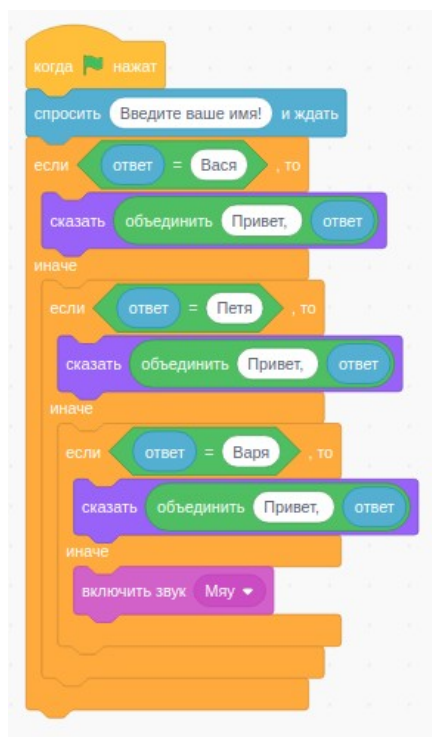 когда нажат
спросить Введите ваше имя! и ждать
если ответ = Вася , то
сказать объединить Привет, ответ
иначе
если ответ = Петя , то
сказать объединить Привет, ответ
иначе
если ответ = Варя , то
сказать объединить Привет, ответ
иначе
включить звук Мяу